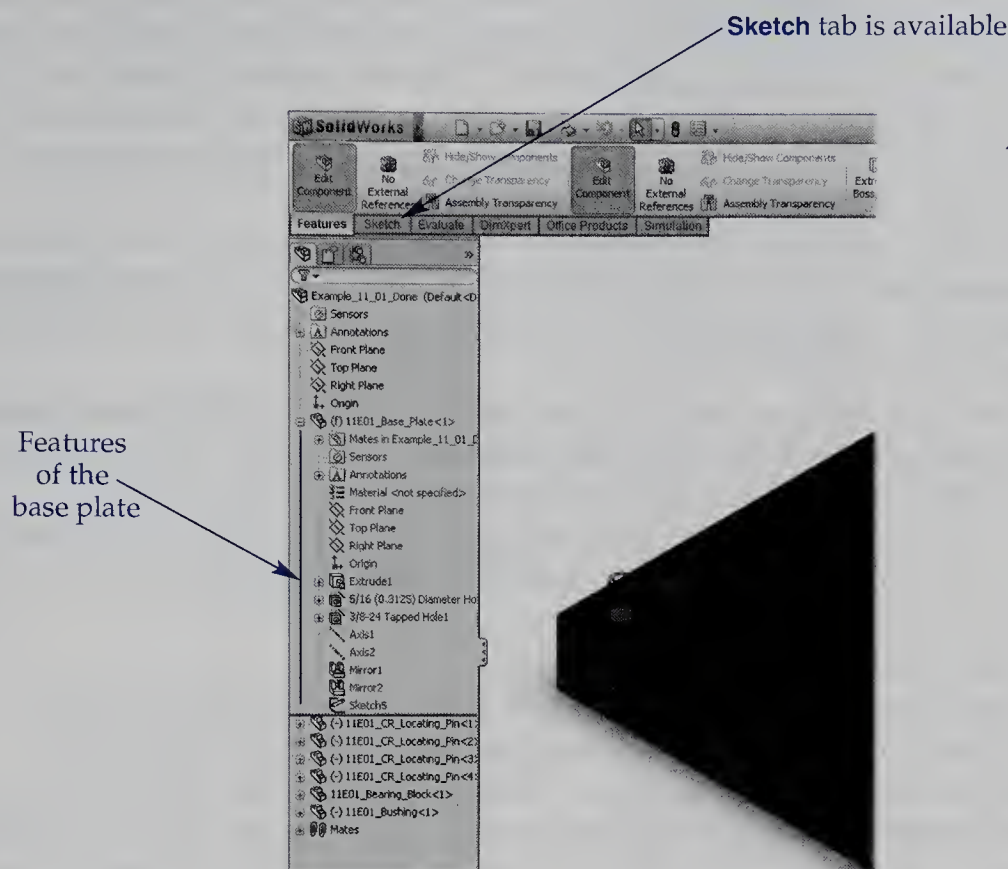 Sketch tab is available
SolidWorks
Hide/Show Components
Hide/Show Components
Edit
Component
No
External
References
Change Transparency
Assembly Transparency
Edit
Component
No
External
References
Change Transparency
Assembly Transparency
Extr
Boss
Features Sketch Evaluate DimXpert Office Products Simulation
Example_11_01_Done (Default<D
Sensors
Annotations
Front Plane
Top Plane
Right Plane
Origin
(f) 11E01_Base_Plate<1>
Mates in Example_11_01_D
Sensors
Annotations
Material <not specified>
Front Plane
Top Plane
Right Plane
Origin
Extrude1
5/16 (0.3125) Diameter Ho
3/8-24 Tapped Hole1
Axis1
Axis2
Mirror1
Mirror2
Sketch5
(-) 11E01_CR_Locating_Pin<1>
(-) 11E01_CR_Locating_Pin<2>
(-) 11E01_CR_Locating_Pin<3>
(-) 11E01_CR_Locating_Pin<4>
11E01_Bearing_Block<1>
(-) 11E01_Bushing<1>
Mates
Features
of the
base plate